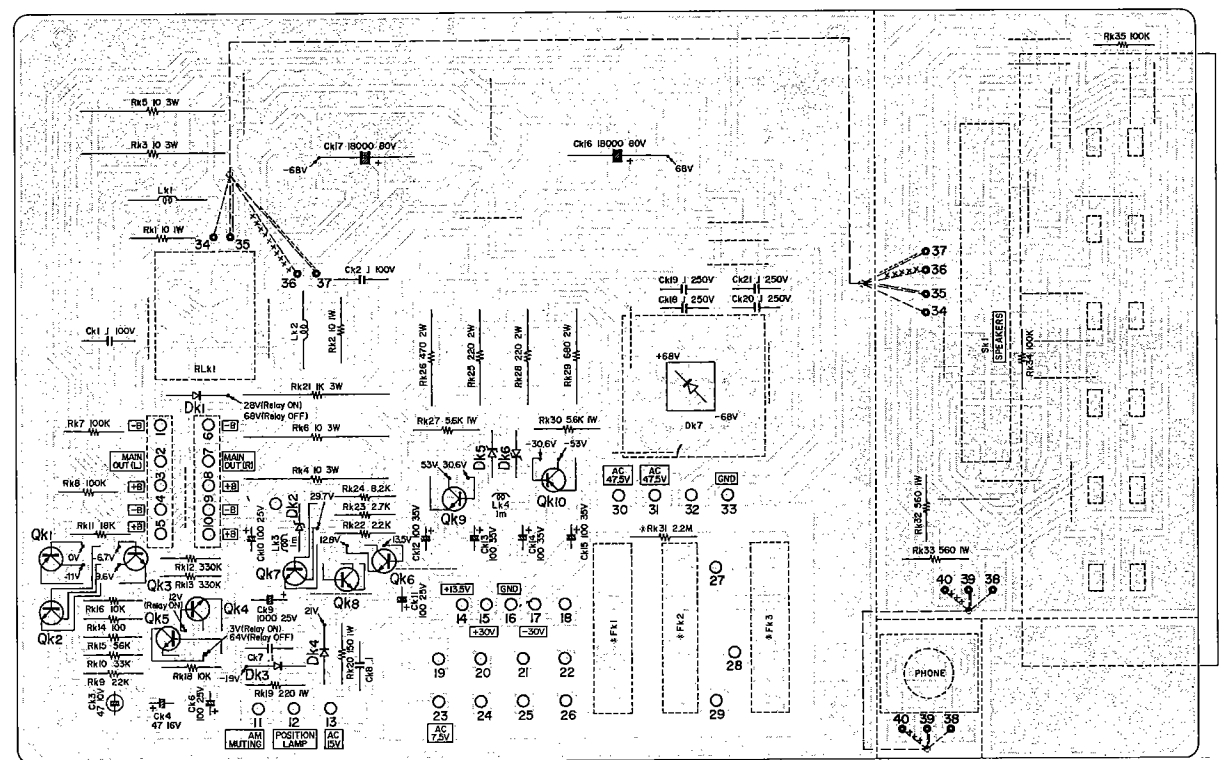 Rk35 100K
Rk5 10 3W
Rk3 10 3W
Ck17 18000 80V
-68V
Ck16 18000 80V
68V
Lk1
Rk1 10 1W
34
35
36
37
Ck2 .1 100V
37
36
35
34
Ck19 .1 250V
Ck21 .1 250V
Ck18 .1 250V
Ck20 .1 250V
Ck1 .1 100V
Lk2
Rk2 10 1W
Rk26 470 2W
Rk25 220 2W
Rk28 220 2W
Rk29 680 2W
+68V
-68V
Dk7
Sk1
SPEAKERS
Rk34 100K
RLk1
Rk21 1K 3W
Dk1
28V(Relay ON)
68V(Relay OFF)
Rk7 100K
-B
1
6
-B
Rk6 10 3W
Rk27 5.6K 1W
Rk30 5.6K 1W
MAIN OUT(L)
2
7
MAIN OUT(R)
Dk5
Dk6
-30.6V
-53V
Rk8 100K
+B
3
8
+B
Rk4 10 3W
53V
30.6V
Qk9
Qk10
Lk4
1m
AC 47.5V
AC 47.5V
GND
30
31
32
33
-B
4
9
-B
Dk2
29.7V
Rk24 8.2K
Rk23 2.7K
Rk22 2.2K
Rk11 18K
+B
5
10
+B
Ck10 100 25V
Lk3
1m
Ck12 100 35V
Ck13 100 35V
Ck14 100 35V
Ck15 100 35V
*Rk31 2.2M
Rk32 560 1W
Rk33 560 1W
Qk1
0V
-11V
6.7V
9.6V
Qk3
Rk12 330K
Rk13 330K
Qk7
12.8V
13.5V
Qk8
Qk6
Qk2
Rk16 10K
Rk14 100
Rk15 56K
Rk10 33K
Rk9 2.2K
12V
(Relay ON)
Qk4
Qk5
Rk18 10K
Ck9
1000 25V
3V(Relay ON)
64V(Relay OFF)
21V
Ck11
100 25V
Ck7
Dk4
Rk20 150 1W
Ck8 .1
-19V
Dk3
Rk19 220 1W
Ck3
47 10V
Ck4
47 16V
Ck6
100 25V
11
12
13
AM MUTING
POSITION LAMP
AC 15V
+13.5V
GND
14
15
16
17
18
+30V
-30V
19
20
21
22
23
24
25
26
AC 7.5V
*Fk1
*Fk2
*Fk3
27
28
29
40
39
38
PHONE
40
39
38